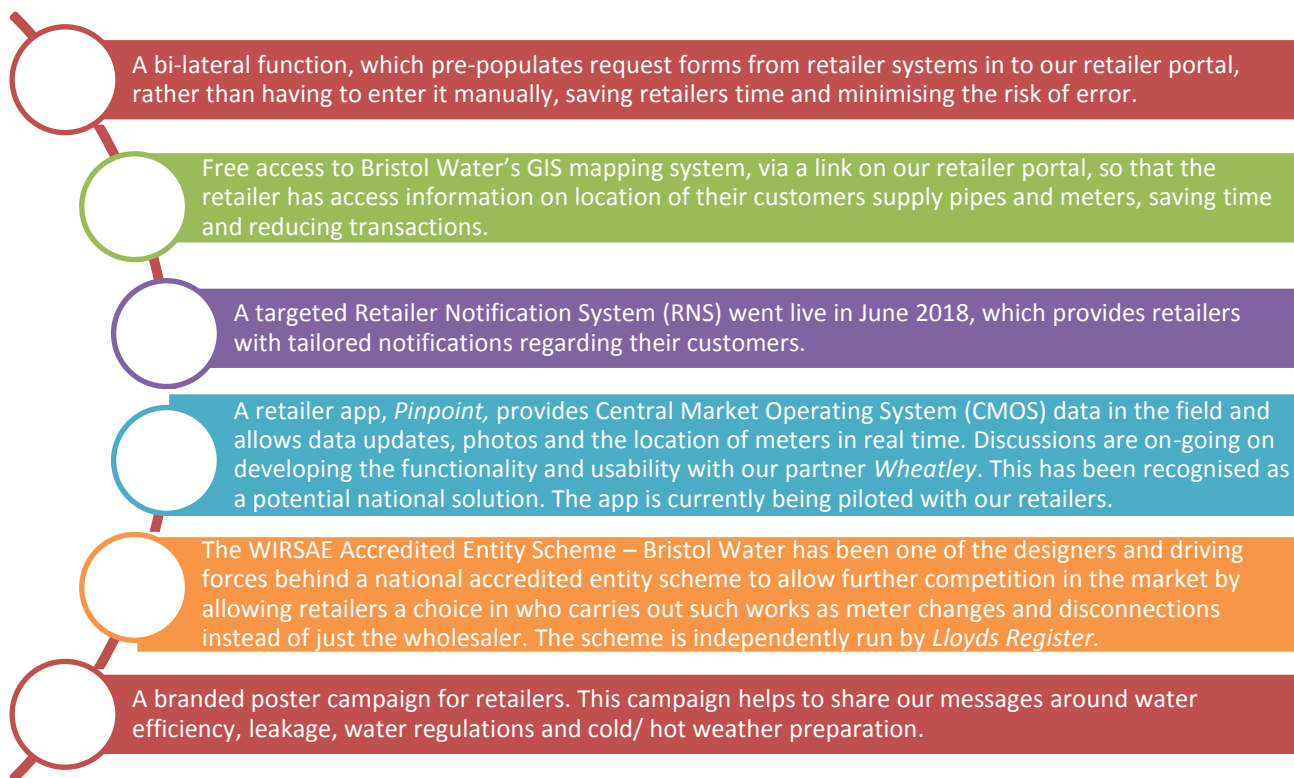 A bi-lateral function, which pre-populates request forms from retailer systems in to our retailer portal,
rather than having to enter it manually, saving retailers time and minimising the risk of error.
Free access to Bristol Water’s GIS mapping system, via a link on our retailer portal, so that the
retailer has access information on location of their customers supply pipes and meters, saving time
and reducing transactions.
A targeted Retailer Notification System (RNS) went live in June 2018, which provides retailers
with tailored notifications regarding their customers.
A retailer app, Pinpoint, provides Central Market Operating System (CMOS) data in the field and
allows data updates, photos and the location of meters in real time. Discussions are on-going on
developing the functionality and usability with our partner Wheatley. This has been recognised as
a potential national solution. The app is currently being piloted with our retailers.
The WIRSAE Accredited Entity Scheme – Bristol Water has been one of the designers and driving
forces behind a national accredited entity scheme to allow further competition in the market by
allowing retailers a choice in who carries out such works as meter changes and disconnections
instead of just the wholesaler. The scheme is independently run by Lloyds Register.
A branded poster campaign for retailers. This campaign helps to share our messages around water
efficiency, leakage, water regulations and cold/ hot weather preparation.